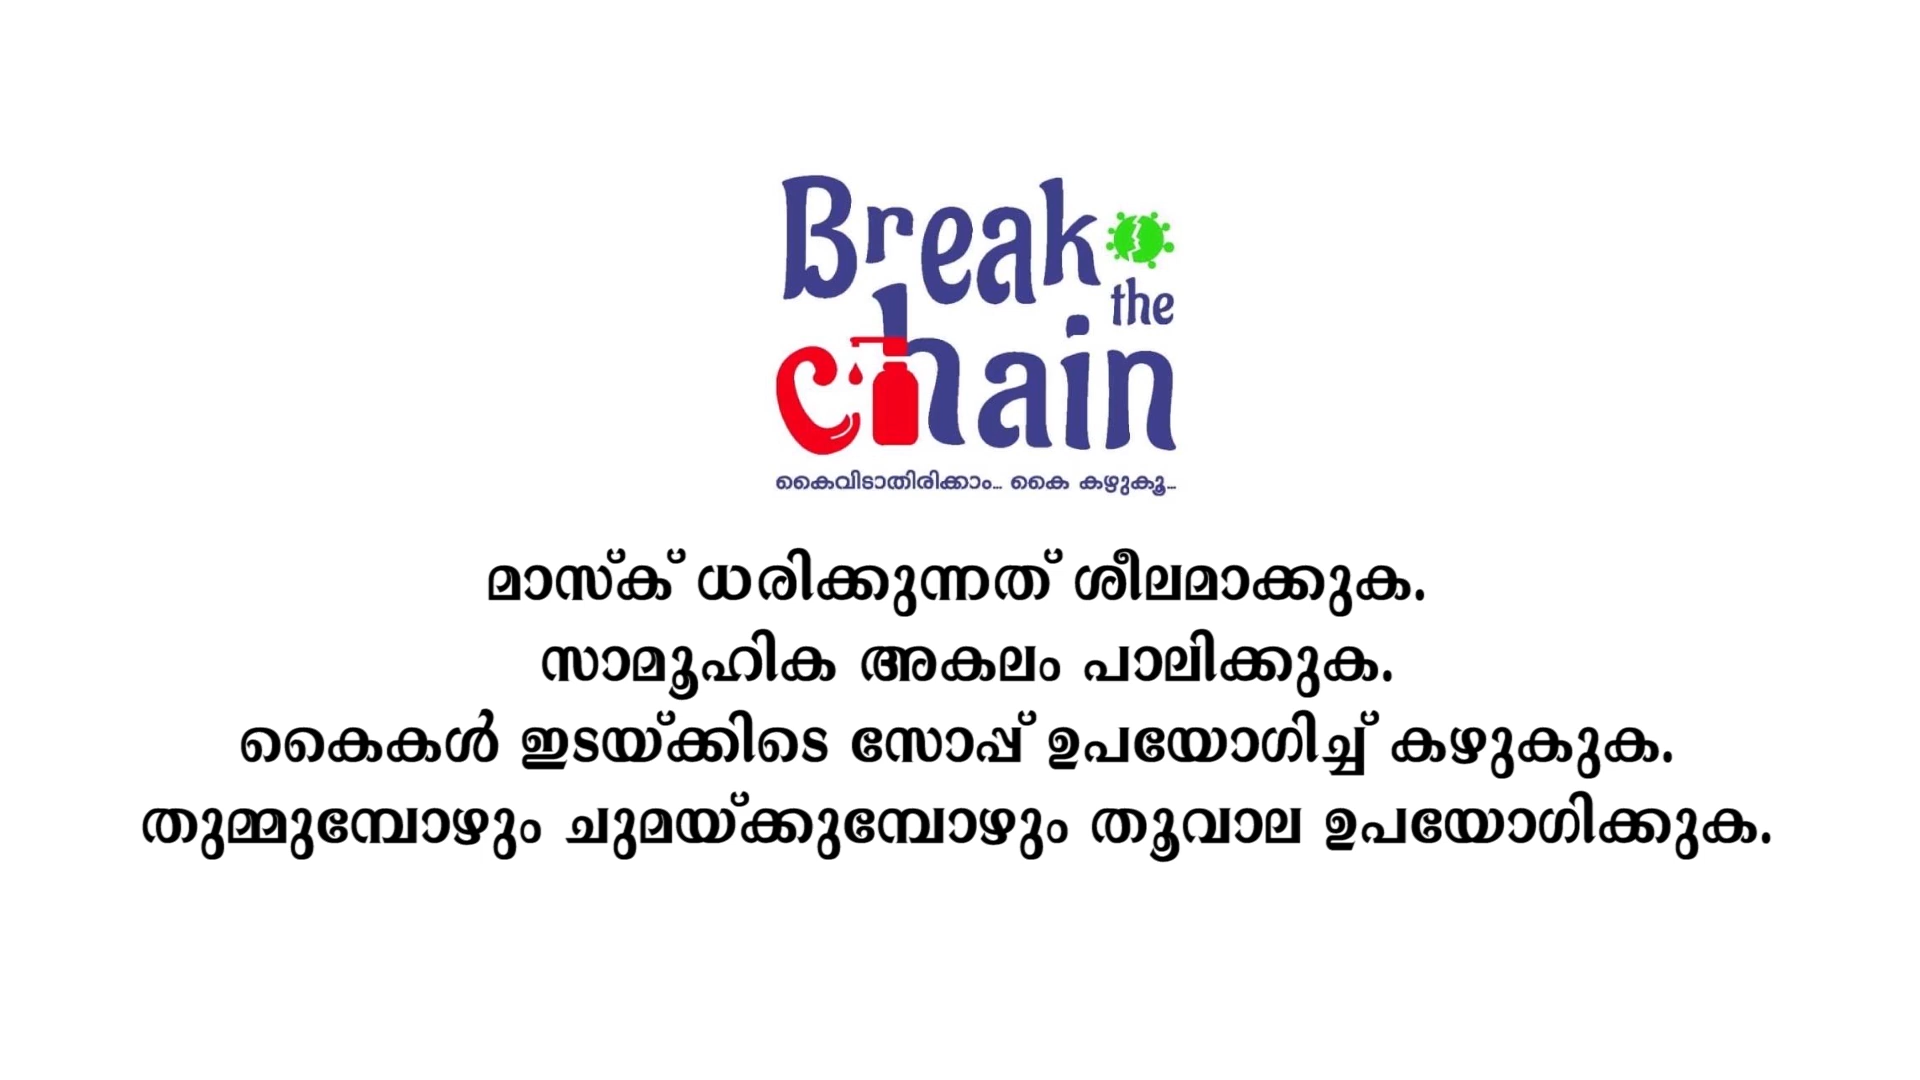 Break
the
chain
കൈവിടാതിരിക്കാം... കൈ കഴുകൂ...
മാസ്ക് ധരിക്കുന്നത് ശീലമാക്കുക.
സാമൂഹിക അകലം പാലിക്കുക.
കൈകൾ ഇടയ്ക്കിടെ സോപ്പ് ഉപയോഗിച്ച് കഴുകുക.
തുമ്മുമ്പോഴും ചുമയ്ക്കുമ്പോഴും തൂവാല ഉപയോഗിക്കുക.